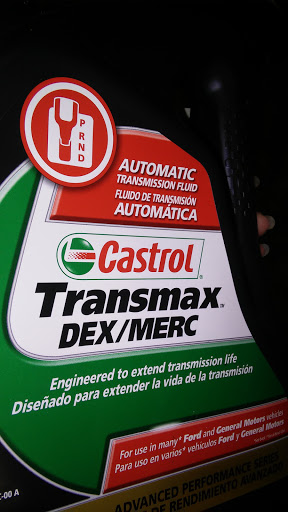 P
R
N
D
AUTOMATIC
TRANSMISSION FLUID
FLUIDO DE TRANSMISIÓN
AUTOMÁTICA
Castrol
Transmax™
DEX/MERC
Engineered to extend transmission life
Diseñado para extender la vida de la transmisión
For use in many* Ford and General Motors vehicles
Para uso en varios* vehículos Ford y General Motors
C-00 A
ADVANCED PERFORMANCE SERIES
DE RENDIMIENTO AVANZADO